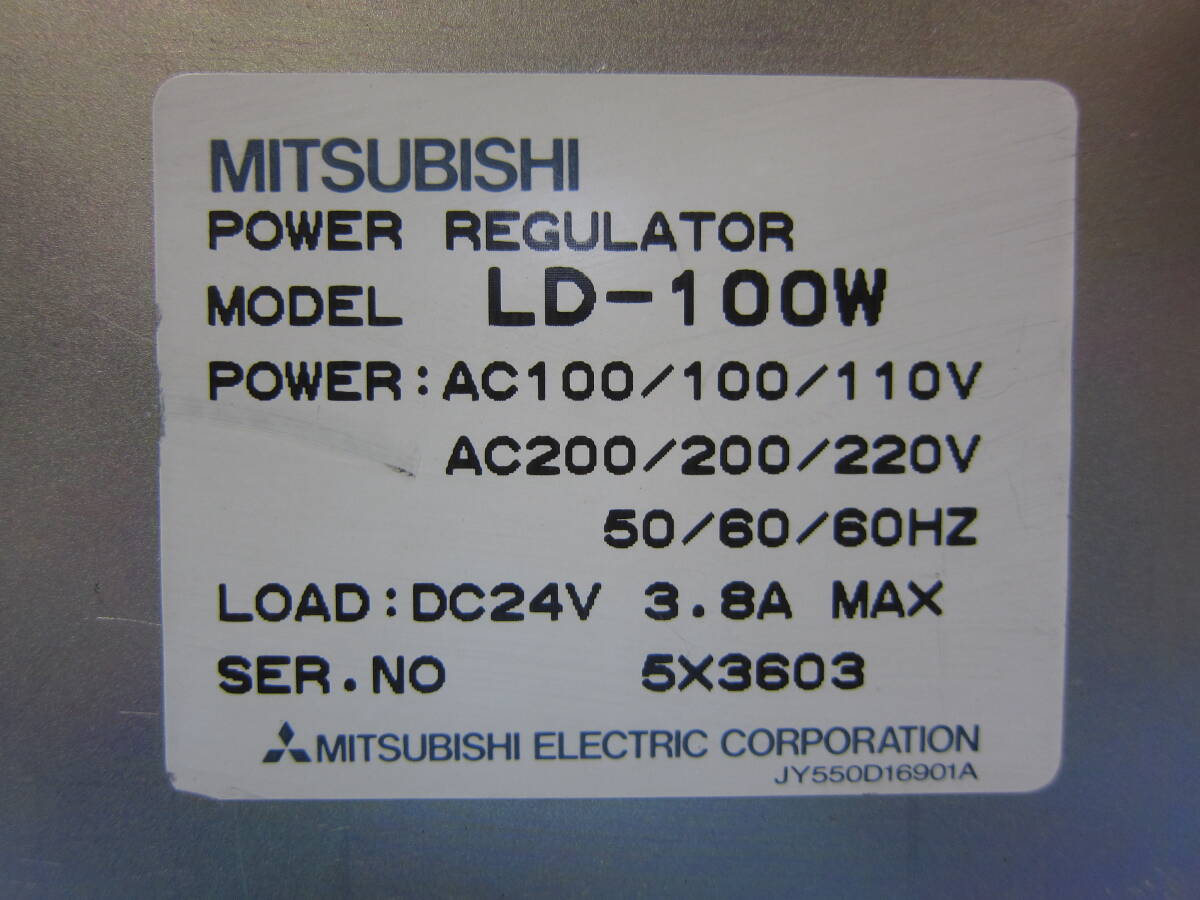 MITSUBISHI
POWER REGULATOR
MODEL LD-100W
POWER:AC100/100/110V
AC200/200/220V
50/60/60HZ
LOAD:DC24V 3.8A MAX
SER.NO 5X3603
MITSUBISHI ELECTRIC CORPORATION
JY550D16901A